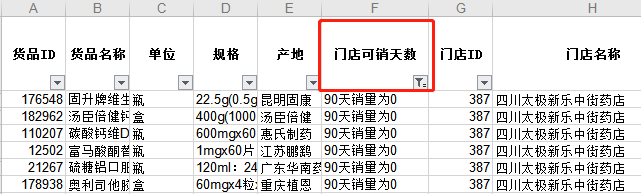 A B C D E F G H
货品ID 货品名称 单位 规格 产地 门店可销天数 门店ID 门店名称
176548 固升牌维生 瓶 22.5g(0.5g 昆明固康 90天销量为0 387 四川太极新乐中街药店
182962 汤臣倍健钙 盒 400g(1000 汤臣倍健 90天销量为0 387 四川太极新乐中街药店
110207 碳酸钙维D 瓶 600mgx60 惠氏制药 90天销量为0 387 四川太极新乐中街药店
12502 富马酸酮替 瓶 1mgx60片 江苏鹏鹞 90天销量为0 387 四川太极新乐中街药店
21267 硫糖铝口服 瓶 120ml：24 广东华南药 90天销量为0 387 四川太极新乐中街药店
178938 奥利司他胶 盒 60mgx4粒x 重庆植恩 90天销量为0 387 四川太极新乐中街药店